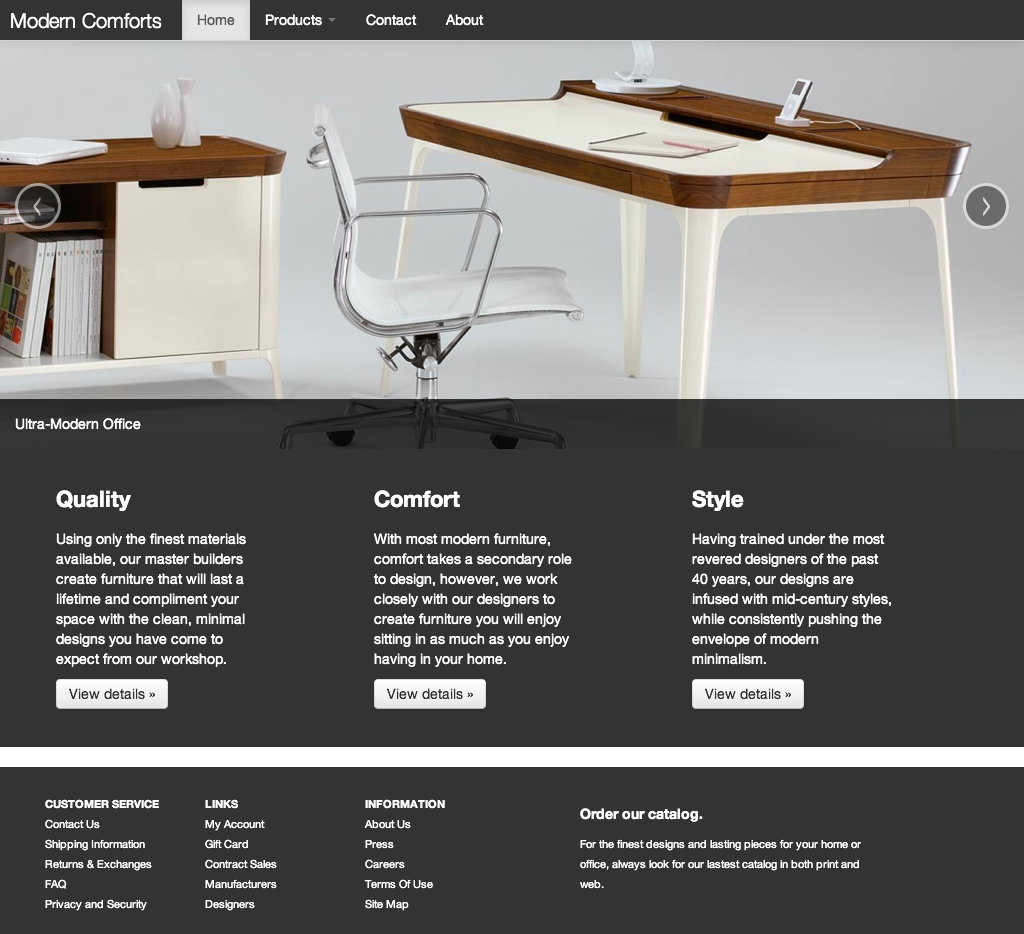 Modern Comforts Home Products Contact About
Ultra-Modern Office
Quality
Using only the finest materials
available, our master builders
create furniture that will last a
lifetime and compliment your
space with the clean, minimal
designs you have come to
expect from our workshop.
View details »
Comfort
With most modern furniture,
comfort takes a secondary role
to design, however, we work
closely with our designers to
create furniture you will enjoy
sitting in as much as you enjoy
having in your home.
View details »
Style
Having trained under the most
revered designers of the past
40 years, our designs are
infused with mid-century styles,
while consistently pushing the
envelope of modern
minimalism.
View details »
CUSTOMER SERVICE
Contact Us
Shipping Information
Returns & Exchanges
FAQ
Privacy and Security
LINKS
My Account
Gift Card
Contract Sales
Manufacturers
Designers
INFORMATION
About Us
Press
Careers
Terms Of Use
Site Map
Order our catalog.
For the finest designs and lasting pieces for your home or
office, always look for our lastest catalog in both print and
web.